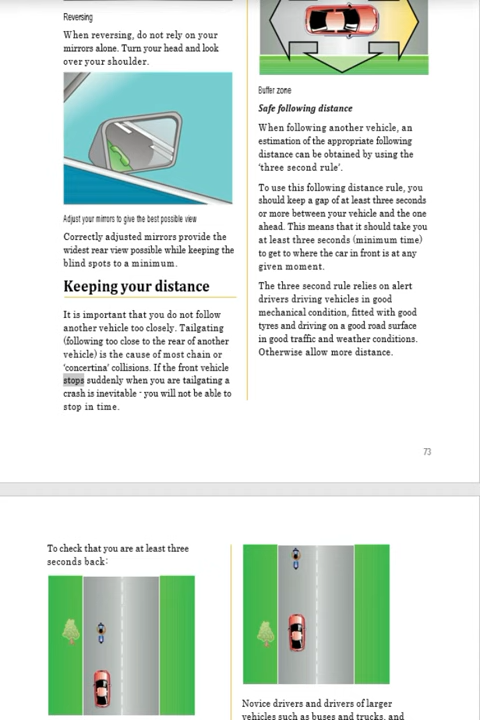 Reversing
When reversing, do not rely on your
mirrors alone. Turn your head and look
over your shoulder.
Adjust your mirrors to give the best possible view
Correctly adjusted mirrors provide the
widest rear view possible while keeping the
blind spots to a minimum.
Keeping your distance
It is important that you do not follow
another vehicle too closely. Tailgating
(following too close to the rear of another
vehicle) is the cause of most chain or
‘concertina’ collisions. If the front vehicle
stops suddenly when you are tailgating a
crash is inevitable - you will not be able to
stop in time.
Buffer zone
Safe following distance
When following another vehicle, an
estimation of the appropriate following
distance can be obtained by using the
‘three second rule’.
To use this following distance rule, you
should keep a gap of at least three seconds
or more between your vehicle and the one
ahead. This means that it should take you
at least three seconds (minimum time)
to get to where the car in front is at any
given moment.
The three second rule relies on alert
drivers driving vehicles in good
mechanical condition, fitted with good
tyres and driving on a good road surface
in good traffic and weather conditions.
Otherwise allow more distance.
73
To check that you are at least three
seconds back:
Novice drivers and drivers of larger
vehicles such as buses and trucks, and